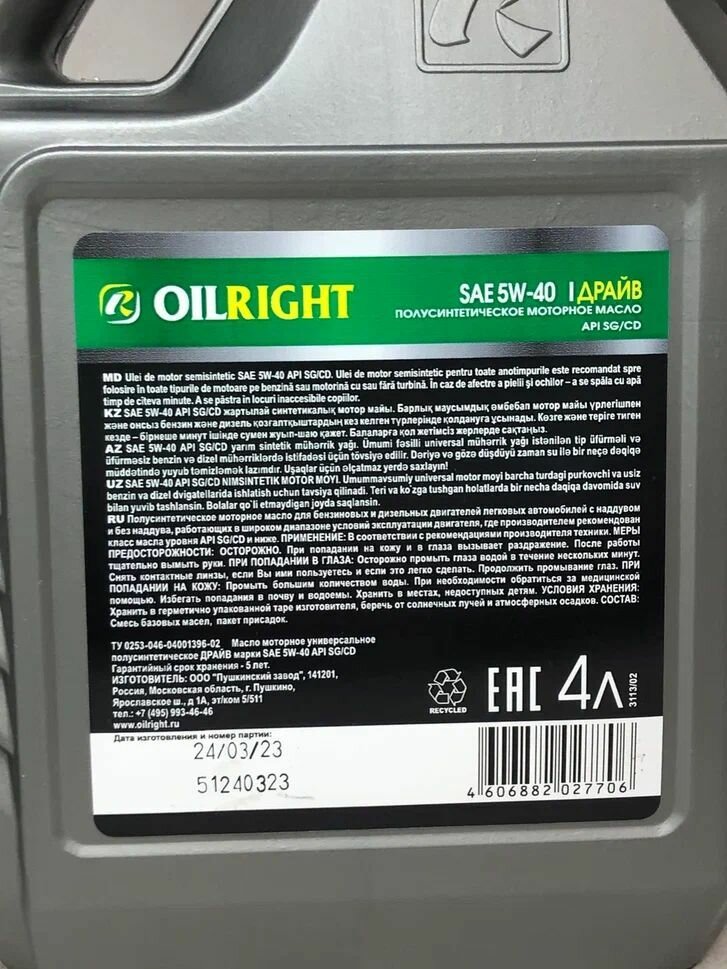 OILRIGHT
SAE 5W-40 | ДРАЙВ
ПОЛУСИНТЕТИЧЕСКОЕ МОТОРНОЕ МАСЛО
API SG/CD
MD Ulei de motor semisintetic SAE 5W-40 API SG/CD. Ulei de motor semisintetic pentru toate anotimpurile este recomandat spre
folosire in toate tipurile de motoare pe benzină sau motorină cu sau fără turbină. În caz de afectre a pielii și ochilor – a se spăla cu apă
timp de cîteva minute. A se păstra in locuri inaccesibile copiilor.
KZ SAE 5W-40 API SG/CD жартылай синтетикалық мотор майы. Барлық маусымдық әмбебап мотор майы үрлегішпен
және онсыз бензин және дизель қозғалтқыштардың кез келген түрлерінде қолдануға ұсынады. Көзге және теріге тиген
кезде – бірнеше минут ішінде сумен жуып-шаю қажет. Балаларға қол жетімсіз жерлерде сақтаңыз.
AZ SAE 5W-40 API SG/CD yarım sintetik mühərrik yağı. Ümumi fəsilli universal mühərrik yağı istənilən tip üfürməli və
üfürməsiz benzin və dizel mühərriklərdə istifadəsi üçün tövsiyə edilir. Dəriyə və gözə düşdüyü zaman su ilə bir neçə dəqiqə
müddətində yuyub təmizləmək lazımdır. Uşaqlar üçün əlçatmaz yerdə saxlayın!
UZ SAE 5W-40 API SG/CD NIMSINTETIK MOTOR MOYI. Umummavsumiy universal motor moyi barcha turdagi purkovchi va usiz
benzin va dizel dvigatellarida ishlatish uchun tavsiya qilinadi. Teri va ko'zga tushgan holatlarda bir necha daqiqa davomida suv
bilan yuvib tashlansin. Bolalar qo'li etmaydigan joyda saqlansin.
RU Полусинтетическое моторное масло для бензиновых и дизельных двигателей легковых автомобилей с наддувом
и без наддува, работающих в широком диапазоне условий эксплуатации двигателя, где производителем рекомендован
класс масла уровня API SG/CD и ниже. ПРИМЕНЕНИЕ: В соответствии с рекомендациями производителя техники. МЕРЫ
ПРЕДОСТОРОЖНОСТИ: ОСТОРОЖНО. При попадании на кожу и в глаза вызывает раздражение. После работы
тщательно вымыть руки. ПРИ ПОПАДАНИИ В ГЛАЗА: Осторожно промыть глаза водой в течение нескольких минут.
Снять контактные линзы, если Вы ими пользуетесь и если это легко сделать. Продолжить промывание глаз. ПРИ
ПОПАДАНИИ НА КОЖУ: Промыть большим количеством воды. При необходимости обратиться за медицинской
помощью. Избегать попадания в почву и водоемы. Хранить в местах, недоступных детям. УСЛОВИЯ ХРАНЕНИЯ:
Хранить в герметично упакованной таре изготовителя, беречь от солнечных лучей и атмосферных осадков. СОСТАВ:
Смесь базовых масел, пакет присадок.
ТУ 0253-046-04001396-02 Масло моторное универсальное
полусинтетическое ДРАЙВ марки SAE 5W-40 API SG/CD
Гарантийный срок хранения - 5 лет.
ИЗГОТОВИТЕЛЬ: ООО "Пушкинский завод", 141201,
Россия, Московская область, г. Пушкино,
Ярославское ш., д 1А, эт/ком 5/511
тел.: +7 (495) 993-46-46
www.oilright.ru
RECYCLED
EAC 4л
3113/02
Дата изготовления и номер партии:
24/03/23
51240323
4 606882 027706